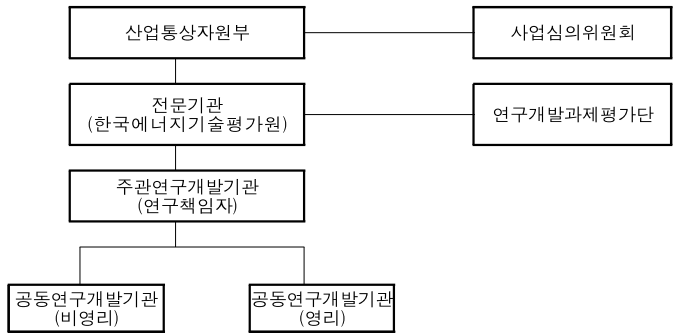 산업통상자원부
사업심의위원회
전문기관
(한국에너지기술평가원)
연구개발과제평가단
주관연구개발기관
(연구책임자)
공동연구개발기관
(비영리)
공동연구개발기관
(영리)